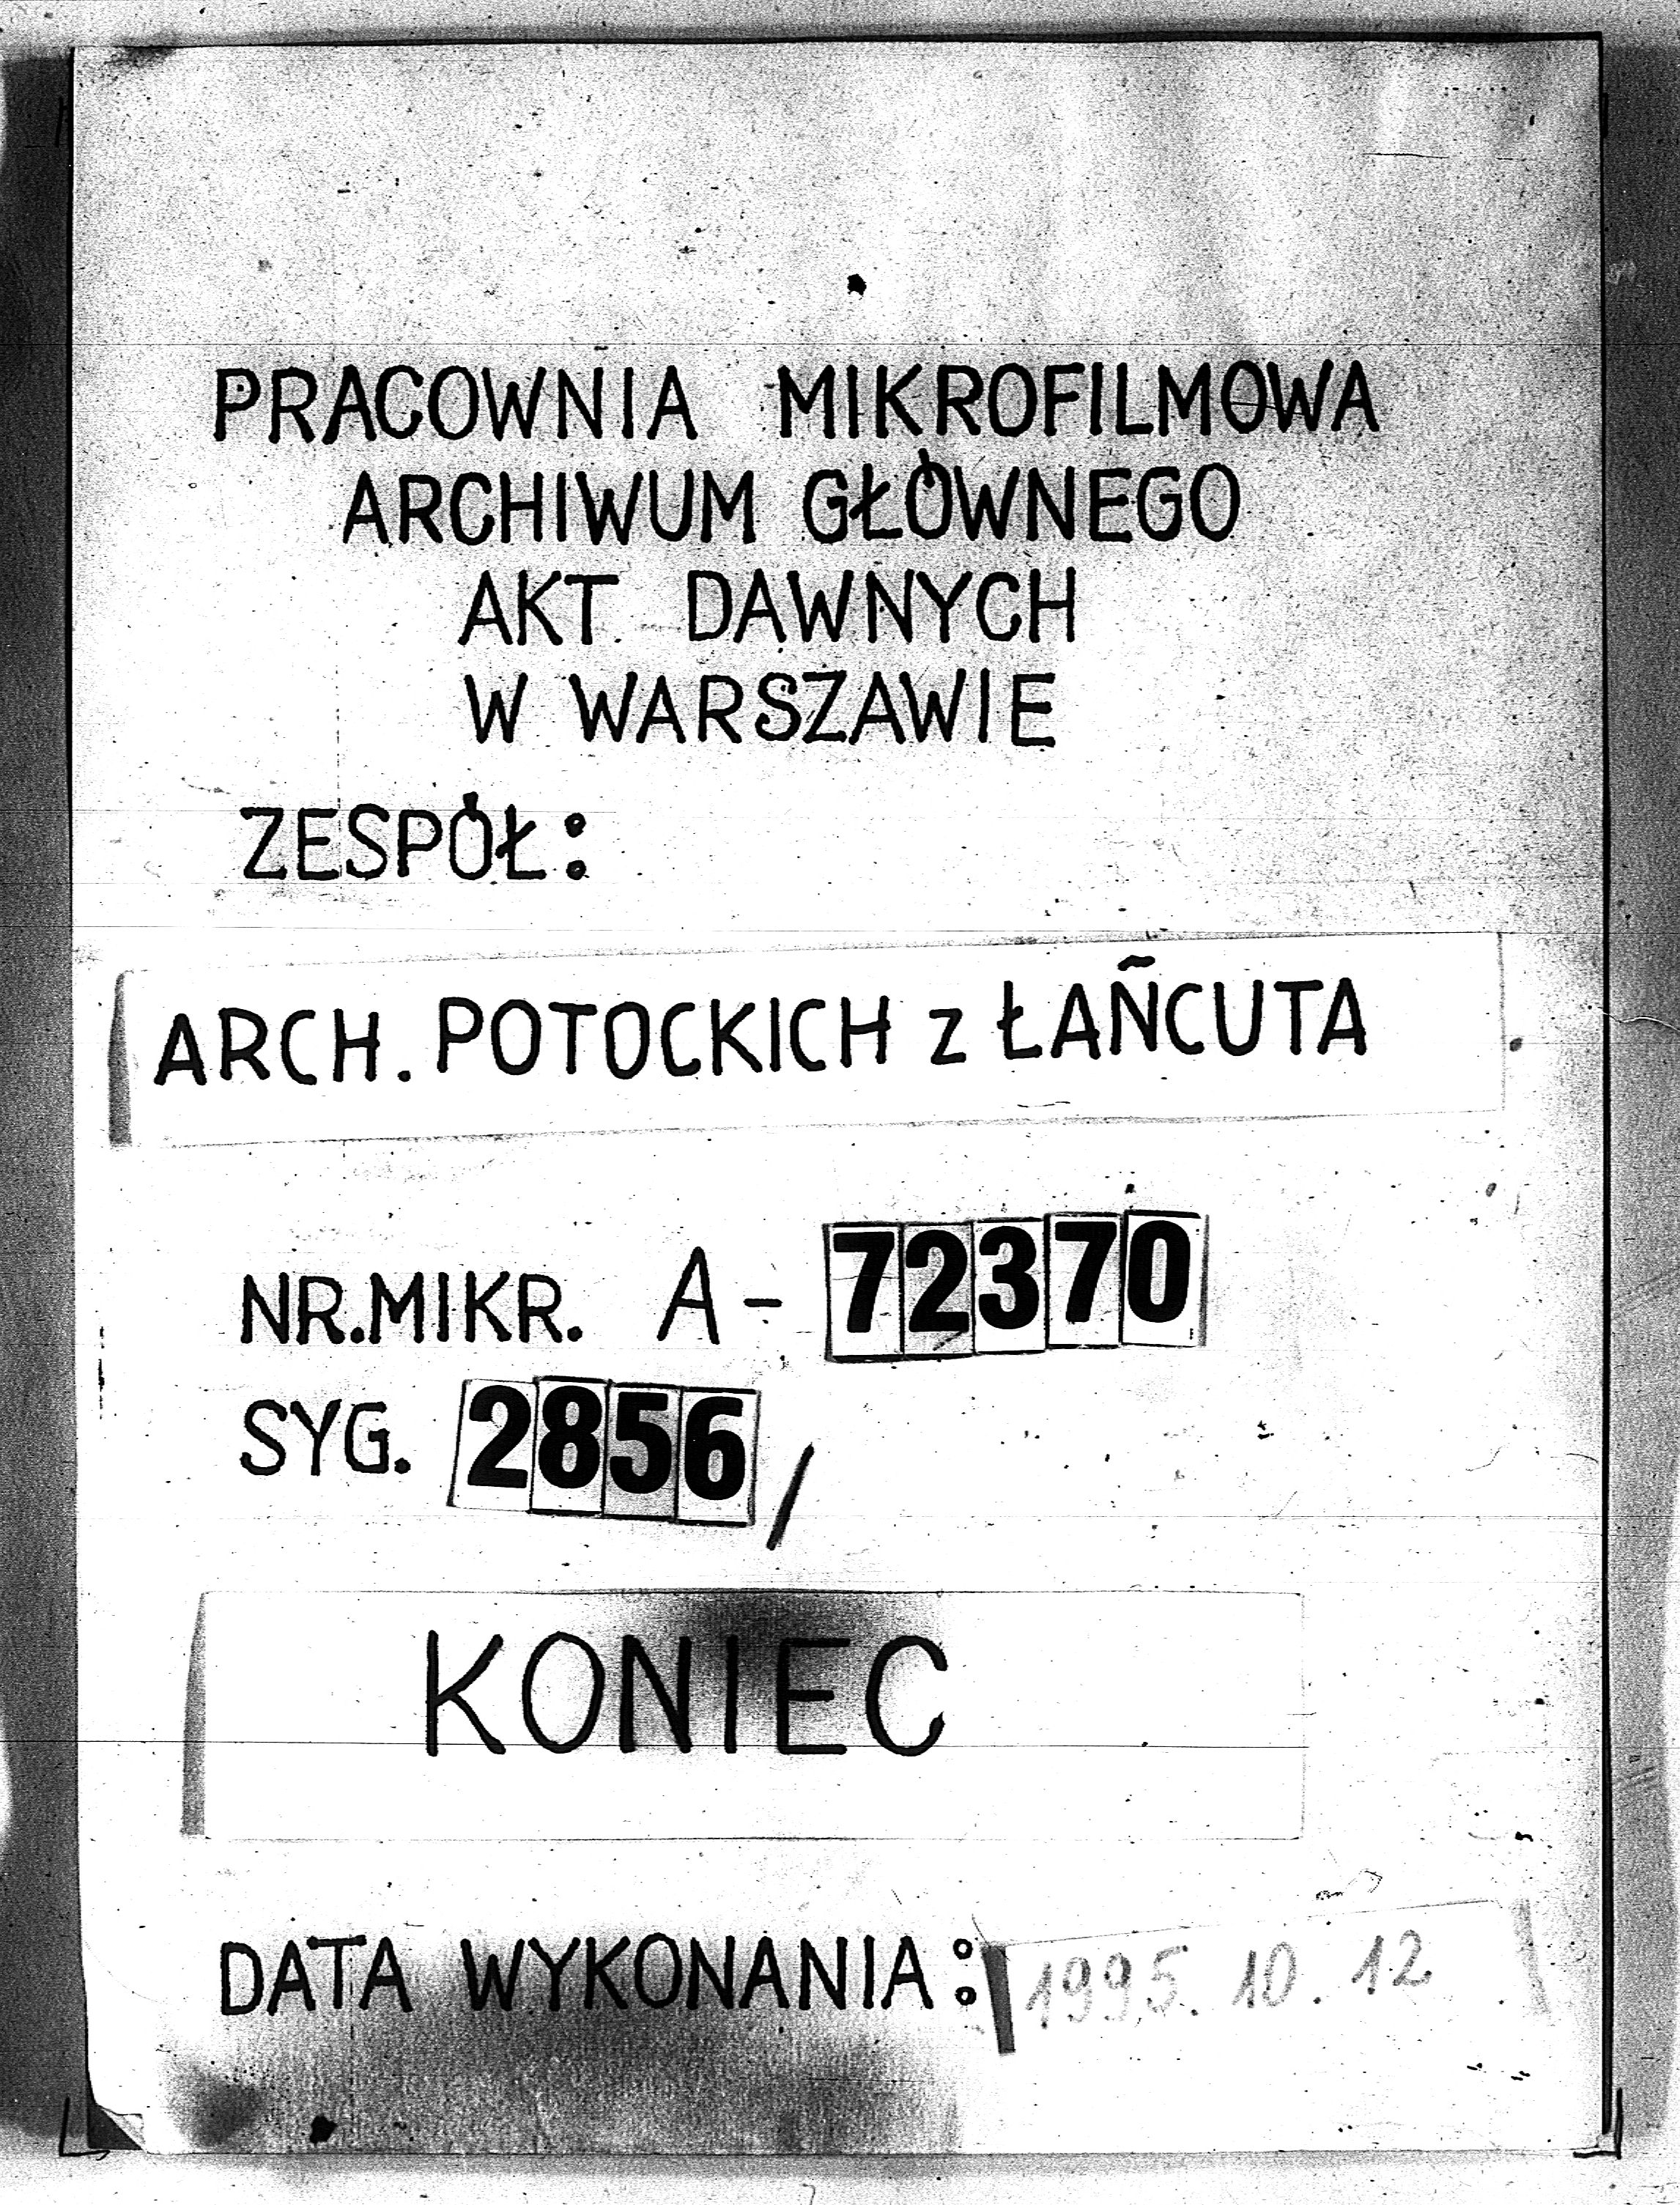 PRACOWNIA MIKROFILMOWA
ARCHIWUM GŁÓWNEGO
AKT DAWNYCH
W WARSZAWIE
ZESPÓŁ:
ARCH. POTOCKICH z ŁAŃCUTA
NR.MIKR. A-72370
SYG. 2856/
KONIEC
DATA WYKONANIA: 1995.10.12